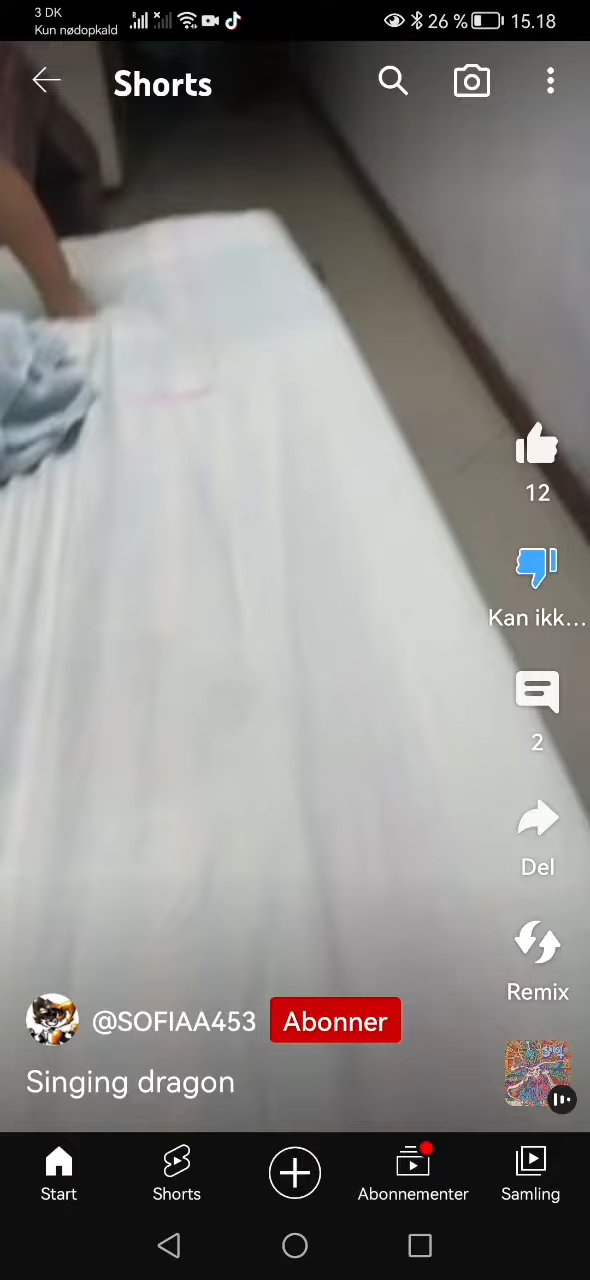 3 DK
Kun nødopkald
26 %
15.18
Shorts
12
Kan ikk...
2
Del
Remix
@SOFIAA453
Abonner
Singing dragon
Start
Shorts
Abonnementer
Samling